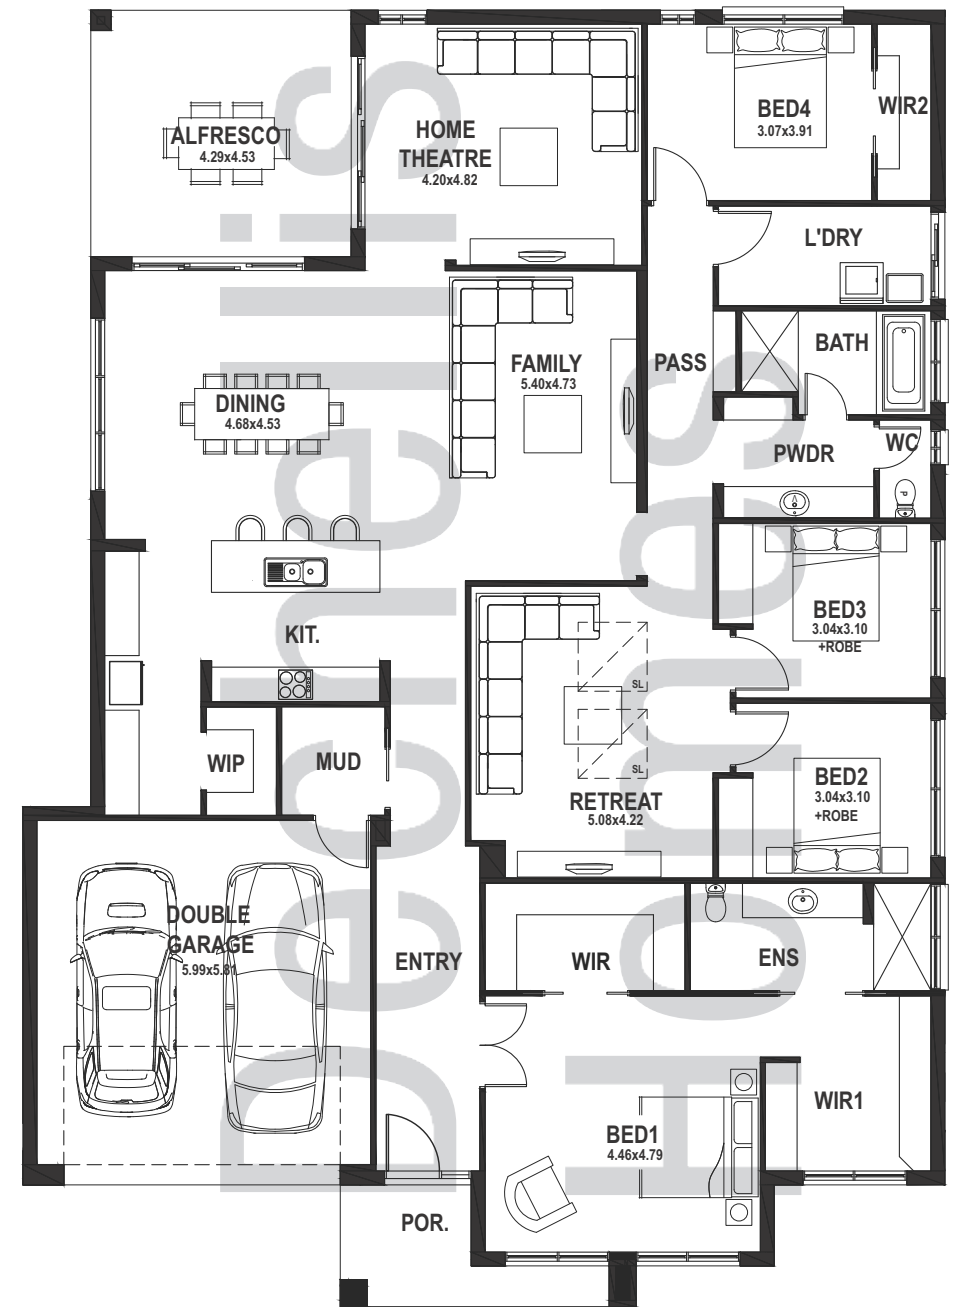 ALFRESCO
4.29x4.53
HOME
THEATRE
4.20x4.82
BED4
3.07x3.91
WIR2
L'DRY
BATH
PASS
FAMILY
5.40x4.73
DINING
4.68x4.53
PWDR
WC
P
KIT.
BED3
3.04x3.10
+ROBE
SL
SL
WIP
MUD
RETREAT
5.08x4.22
BED2
3.04x3.10
+ROBE
DOUBLE
GARAGE
5.99x5.81
ENTRY
WIR
ENS
WIR1
BED1
4.46x4.79
POR.
Dechellis
Homes